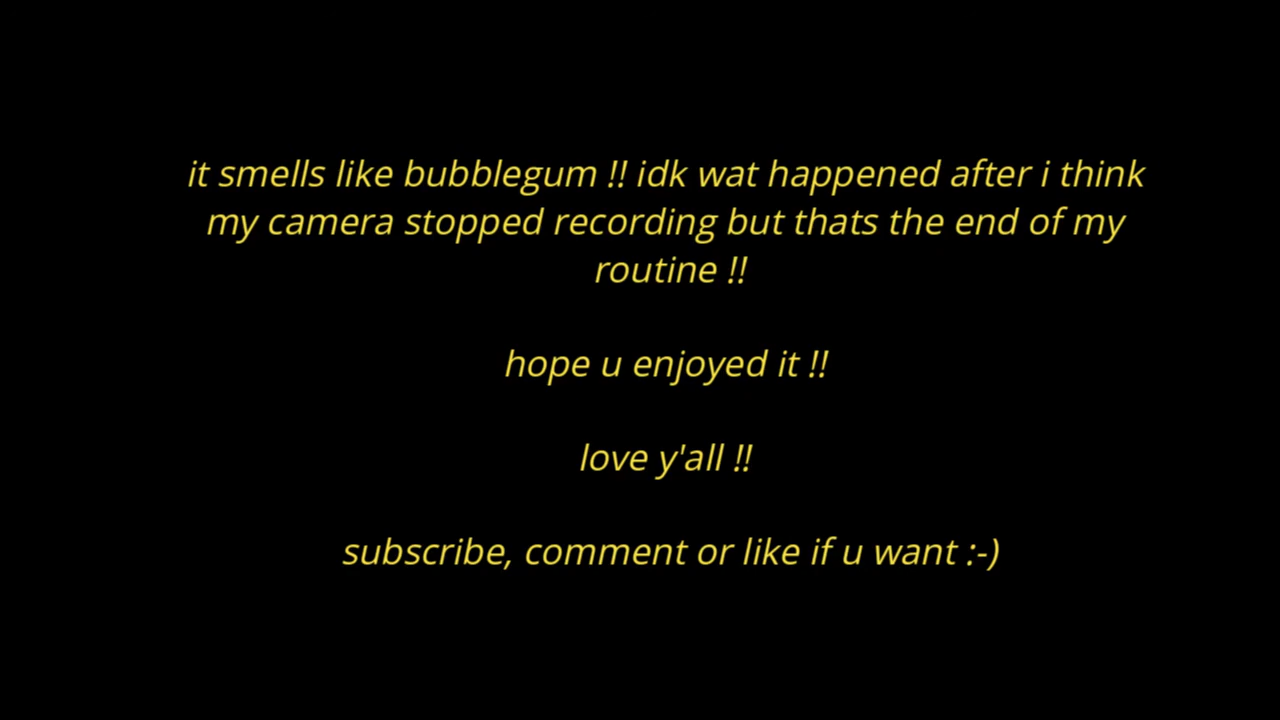 it smells like bubblegum !! idk wat happened after i think
my camera stopped recording but thats the end of my
routine !!
hope u enjoyed it !!
love y'all !!
subscribe, comment or like if u want :-)